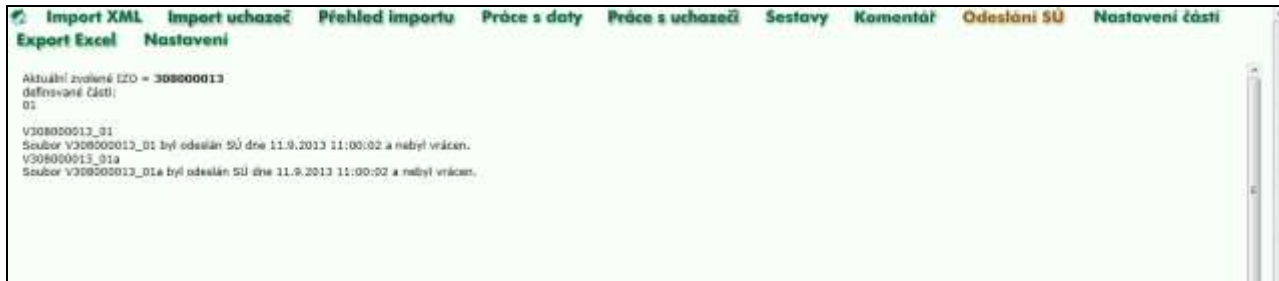 Import XML Import uchazeč Přehled importu Práce s daty Práce s uchazeči Sestavy Komentář Odeslání SÚ Nastavení částí
Export Excel Nastavení
Aktuální zvolené IZO = 308000013
definované části:
01
V308000013_01
Soubor V308000013_01 byl odeslán SÚ dne 11.9.2013 11:00:02 a nebyl vrácen.
V308000013_01a
Soubor V308000013_01a byl odeslán SÚ dne 11.9.2013 11:00:02 a nebyl vrácen.